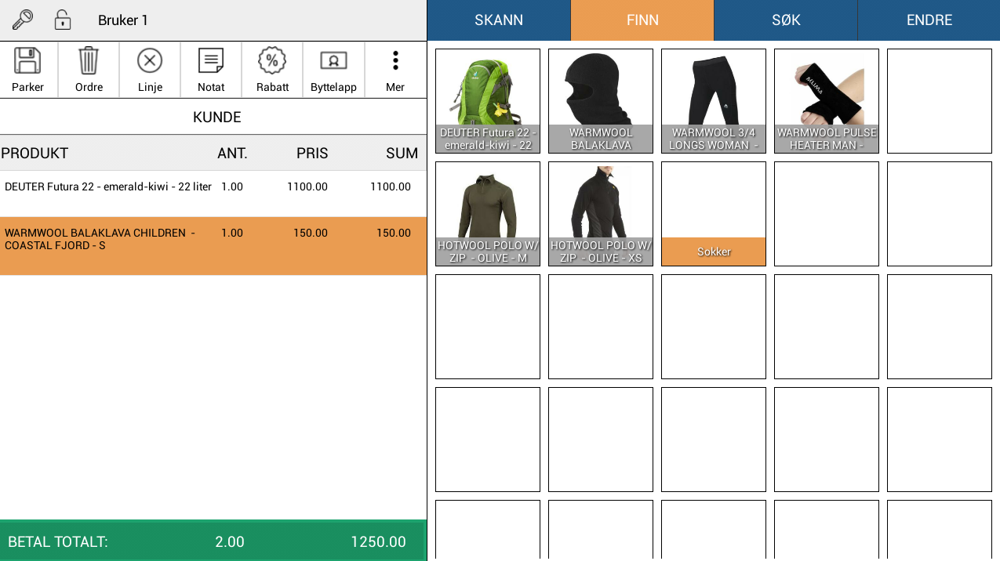 Bruker 1
SKANN
FINN
SØK
ENDRE
Parker
Ordre
Linje
Notat
Rabatt
Byttelapp
Mer
KUNDE
PRODUKT ANT. PRIS SUM
DEUTER Futura 22 - emerald-kiwi - 22 liter 1.00 1100.00 1100.00
WARMWOOL BALAKLAVA CHILDREN - 1.00 150.00 150.00
COASTAL FJORD - S
BETAL TOTALT: 2.00 1250.00
DEUTER Futura 22 -
emerald-kiwi - 22
WARMWOOL
BALAKLAVA
WARMWOOL 3/4
LONGS WOMAN -
WARMWOOL PULSE
HEATER MAN -
HOTWOOL POLO W/
ZIP - OLIVE - M
HOTWOOL POLO W/
ZIP - OLIVE - XS
Sokker